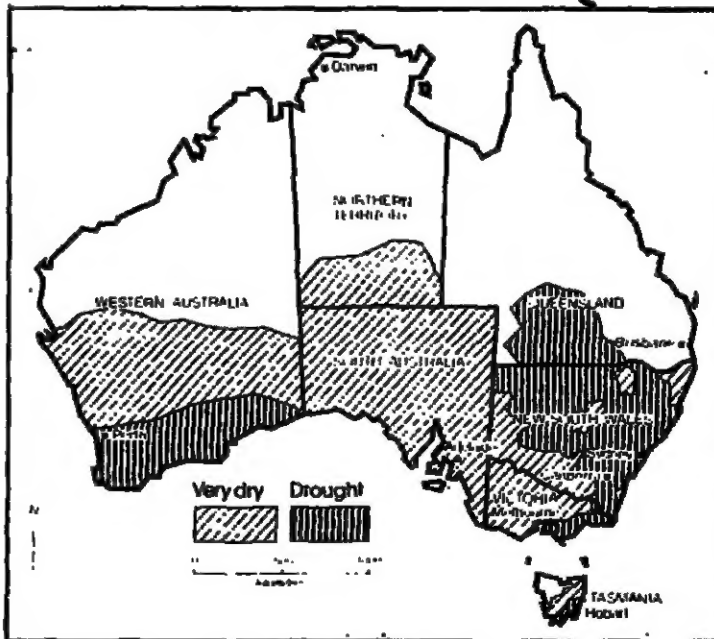 Darwin
NORTHERN
TERRITORY
WESTERN AUSTRALIA
QUEENSLAND
Brisbane
SOUTH AUSTRALIA
PERTH
NEW SOUTH WALES
Very dry Drought
VICTORIA
Melbourne
N
TASMANIA
Hobart